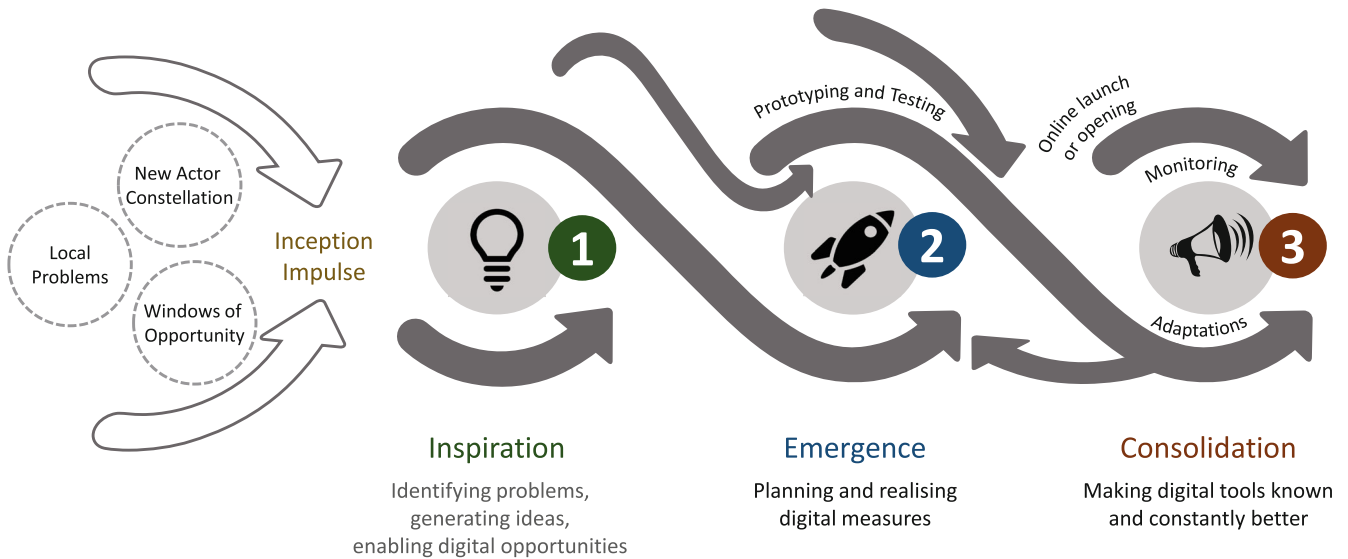 New Actor
Constellation
Local
Problems
Windows of
Opportunity
Inception
Impulse
1
Inspiration
Identifying problems,
generating ideas,
enabling digital opportunities
Prototyping and Testing
2
Emergence
Planning and realising
digital measures
Online launch
or opening
Monitoring
3
Adaptations
Consolidation
Making digital tools known
and constantly better